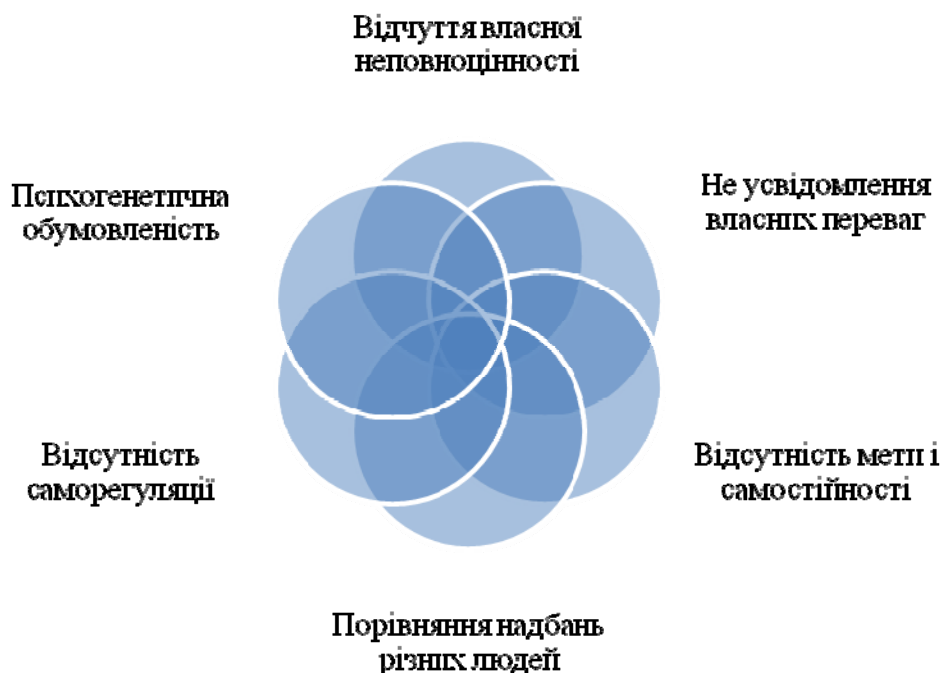 Відчуття власної
неповноцінності
Не усвідомлення
власних переваг
Відсутність мети і
самостійності
Порівняння надбань
різних людей
Відсутність
саморегуляції
Психогенетична
обумовленість